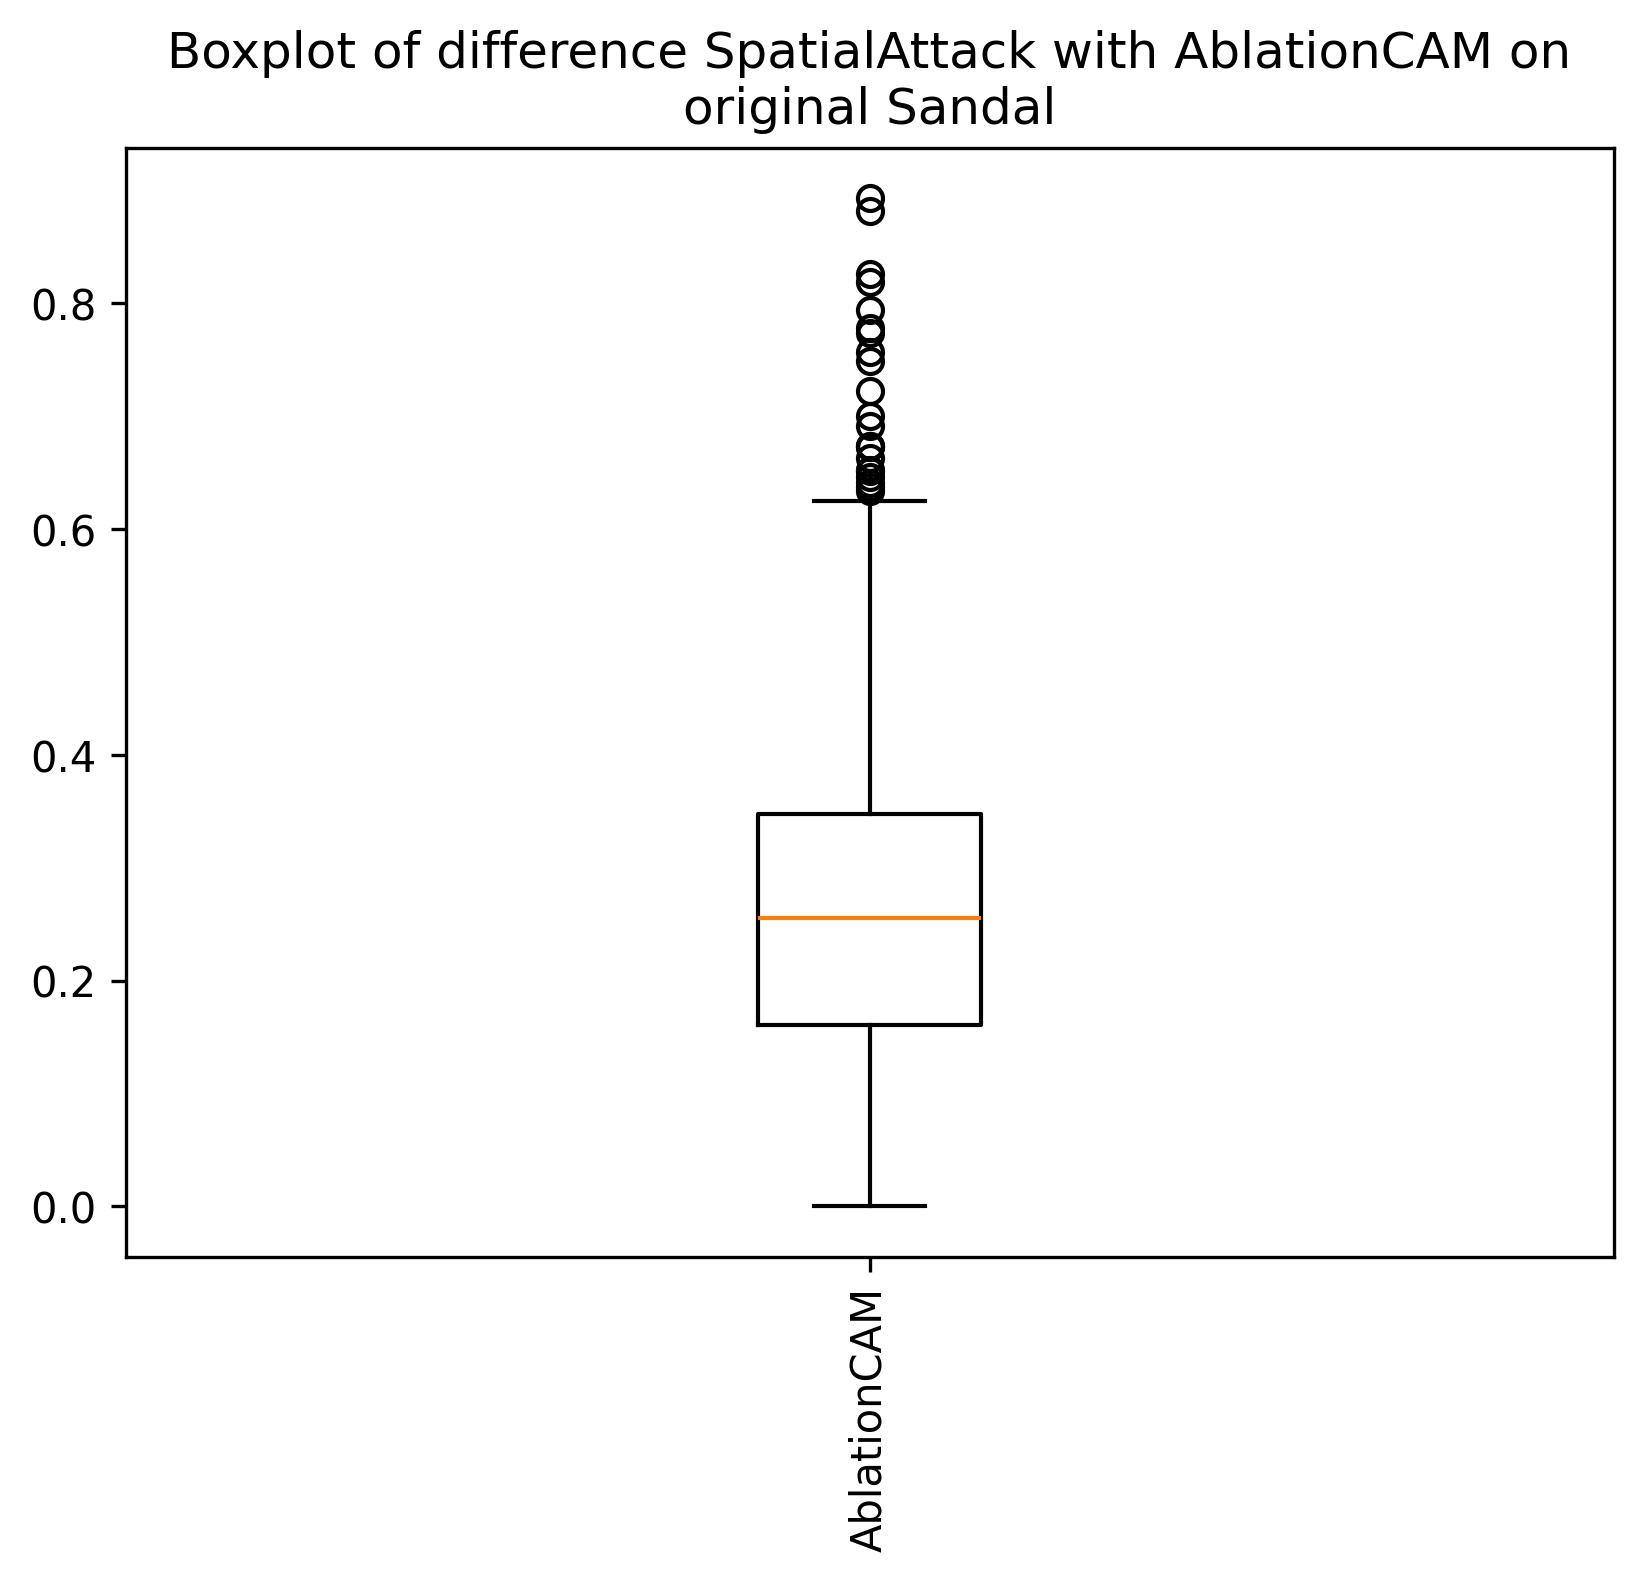 Boxplot of difference SpatialAttack with AblationCAM on
original Sandal
0.8
0.6
0.4
0.2
0.0
AblationCAM